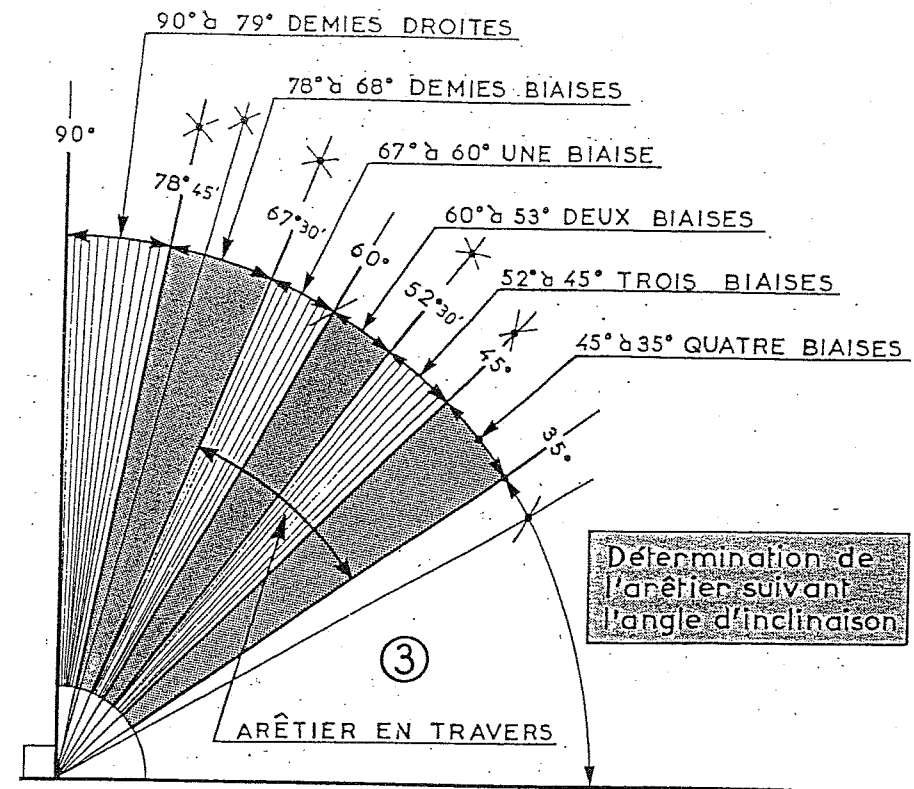 90° à 79° DEMIES DROITES
78° à 68° DEMIES BIAISES
67° à 60° UNE BIAISE
60° à 53° DEUX BIAISES
52° à 45° TROIS BIAISES
45° à 35° QUATRE BIAISES
90°
78°45'
67°30'
60°
52°30'
45°
35°
Détermination de
l'arêtier suivant
l'angle d'inclinaison
3
ARÊTIER EN TRAVERS